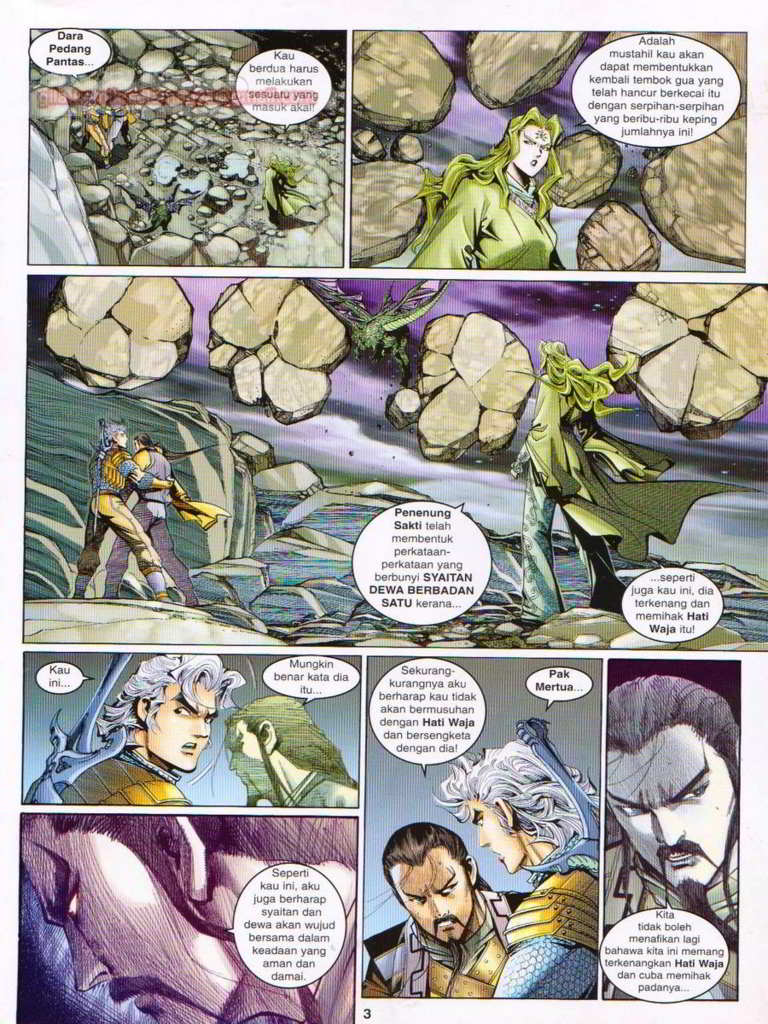 Dara
Pedang
Pantas...
Kau
berdua harus
melakukan
sesuatu yang
masuk akal!
Adalah
mustahil kau akan
dapat membentukkan
kembali tembok gua yang
telah hancur berkecai itu
dengan serpihan-serpihan
yang beribu-ribu keping
jumlahnya ini!
Penenung
Sakti telah
membentuk
perkataan-
perkataan yang
berbunyi SYAITAN
DEWA BERBADAN
SATU kerana...
...seperti
juga kau ini, dia
terkenang dan
memihak Hati
Waja itu!
Kau
ini...
Mungkin
benar kata dia
itu...
Sekurang-
kurangnya aku
berharap kau tidak
akan bermusuhan
dengan Hati Waja
dan bersengketa
dengan dia!
Pak
Mertua...
Seperti
kau ini, aku
juga berharap
syaitan dan
dewa akan wujud
bersama dalam
keadaan yang
aman dan
damai.
Kita
tidak boleh
menafikan lagi
bahawa kita ini memang
terkenangkan Hati Waja
dan cuba memihak
padanya...
3